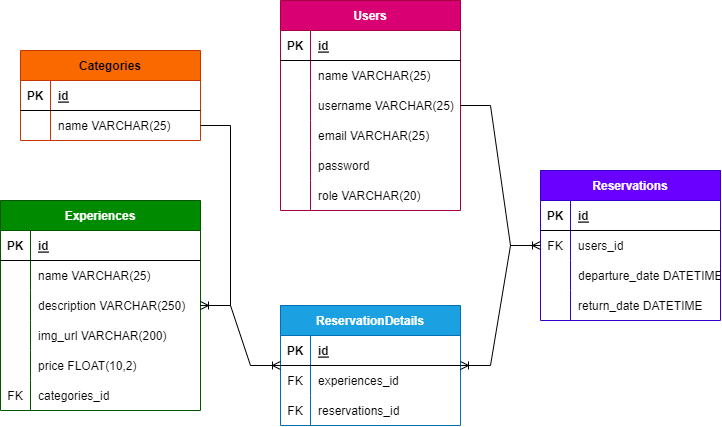 Users
PK id
name VARCHAR(25)
username VARCHAR(25)
email VARCHAR(25)
password
role VARCHAR(20)
Categories
PK id
name VARCHAR(25)
Experiences
PK id
name VARCHAR(25)
description VARCHAR(250)
img_url VARCHAR(200)
price FLOAT(10,2)
FK categories_id
ReservationDetails
PK id
FK experiences_id
FK reservations_id
Reservations
PK id
FK users_id
departure_date DATETIME
return_date DATETIME